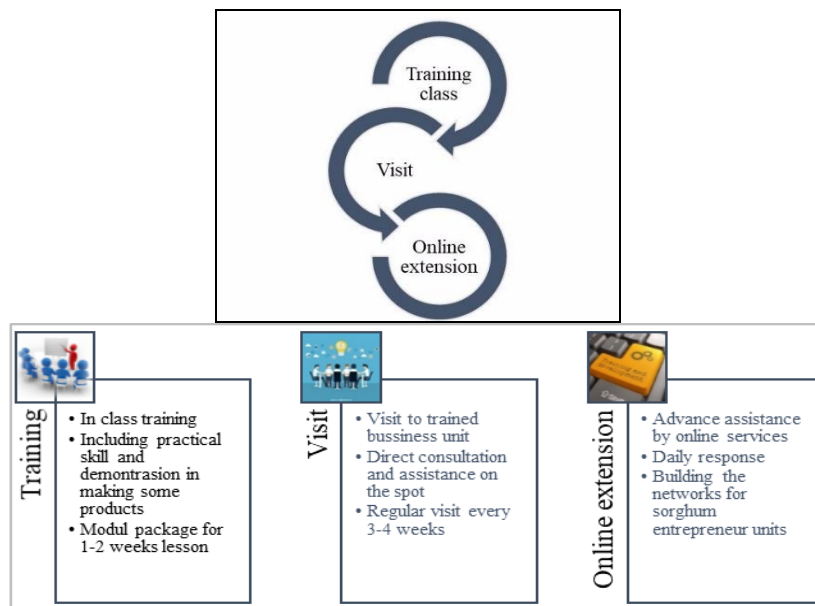 Training
class
Visit
Online
extension
Training
• In class training
• Including practical
skill and
demontrasion in
making some
products
• Modul package for
1-2 weeks lesson
Visit
• Visit to trained
bussiness unit
• Direct consultation
and assistance on
the spot
• Regular visit every
3-4 weeks
Online extension
Training and
development
• Advance assistance
by online services
• Daily response
• Building the
networks for
sorghum
entrepreneur units